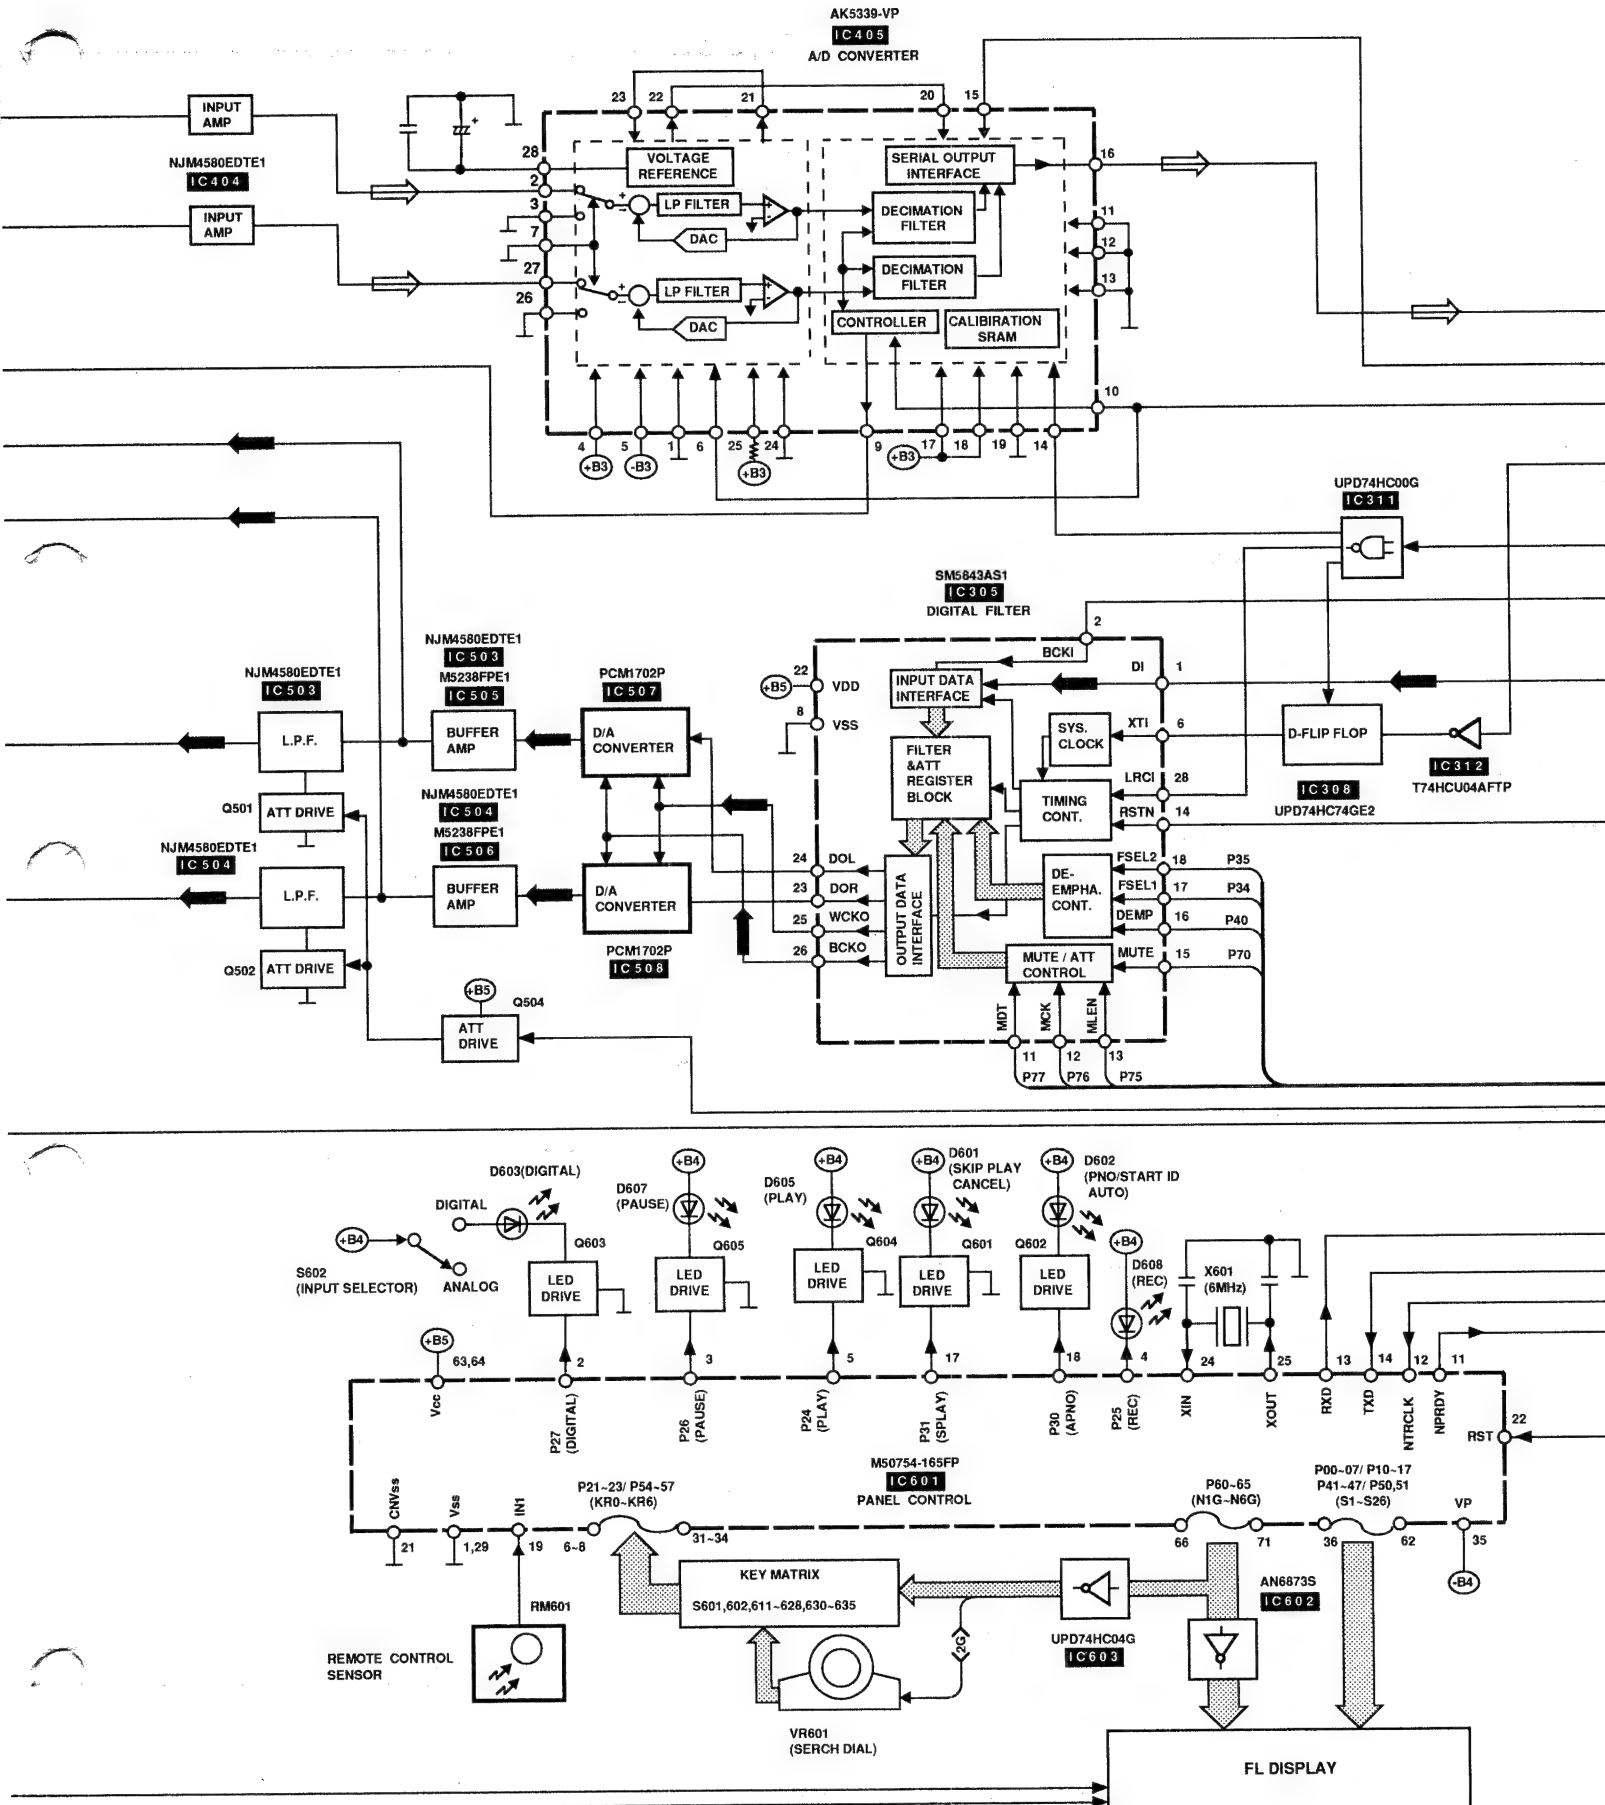 AK5339-VP
IC405
A/D CONVERTER
23
22
21
20
15
INPUT
AMP
NJM4580EDTE1
IC404
INPUT
AMP
28
2
3
7
27
26
+
VOLTAGE
REFERENCE
+
−
LP FILTER
+
-
DAC
+
−
LP FILTER
+
-
DAC
SERIAL OUTPUT
INTERFACE
DECIMATION
FILTER
DECIMATION
FILTER
CONTROLLER
CALIBIRATION
SRAM
16
11
12
13
10
4
5
1
6
25
24
9
17
18
19
14
+B3
-B3
+B3
+B3
UPD74HC00G
IC311
SM5843AS1
IC305
DIGITAL FILTER
2
BCKI
22
+B5
VDD
8
VSS
INPUT DATA
INTERFACE
DI
1
SYS.
CLOCK
XTI
6
D-FLIP FLOP
IC308
UPD74HC74GE2
IC312
T74HCU04AFTP
FILTER
&ATT
REGISTER
BLOCK
TIMING
CONT.
LRCI
28
RSTN
14
NJM4580EDTE1
IC503
L.P.F.
NJM4580EDTE1
IC503
M5238FPE1
IC505
BUFFER
AMP
PCM1702P
IC507
D/A
CONVERTER
Q501
ATT DRIVE
NJM4580EDTE1
IC504
M5238FPE1
IC506
NJM4580EDTE1
IC504
L.P.F.
BUFFER
AMP
D/A
CONVERTER
PCM1702P
IC508
Q502
ATT DRIVE
24
DOL
23
DOR
25
WCKO
26
BCKO
OUTPUT DATA
INTERFACE
DE-
EMPHA.
CONT.
FSEL2
18
P35
FSEL1
17
P34
DEMP
16
P40
MUTE / ATT
CONTROL
MUTE
15
P70
MDT
MCK
MLEN
11
12
13
P77
P76
P75
+B5
Q504
ATT
DRIVE
D603(DIGITAL)
DIGITAL
+B4
S602
(INPUT SELECTOR)
ANALOG
Q603
LED
DRIVE
D607
(PAUSE)
+B4
Q605
LED
DRIVE
D605
(PLAY)
+B4
Q604
LED
DRIVE
+B4
D601
(SKIP PLAY
CANCEL)
Q601
LED
DRIVE
+B4
D602
(PNO/START ID
AUTO)
Q602
LED
DRIVE
+B4
D608
(REC)
X601
(6MHz)
+B5
63,64
2
3
5
17
18
4
24
25
13
14
12
11
Vcc
P27
(DIGITAL)
P26
(PAUSE)
P24
(PLAY)
P31
(SPLAY)
P30
(APNO)
P25
(REC)
XIN
XOUT
RXD
TXD
NTRCLK
NPRDY
RST
22
M50754-165FP
IC601
PANEL CONTROL
CNVss
Vss
IN1
P21~23/ P54~57
(KR0~KR6)
P60~65
(N1G~N6G)
P00~07/ P10~17
P41~47/ P50,51
(S1~S26)
VP
21
1,29
19
6~8
31~34
66
71
36
62
35
-B4
RM601
REMOTE CONTROL
SENSOR
KEY MATRIX
S601,602,611~628,630~635
UPD74HC04G
IC603
2G
AN6873S
IC602
VR601
(SERCH DIAL)
FL DISPLAY